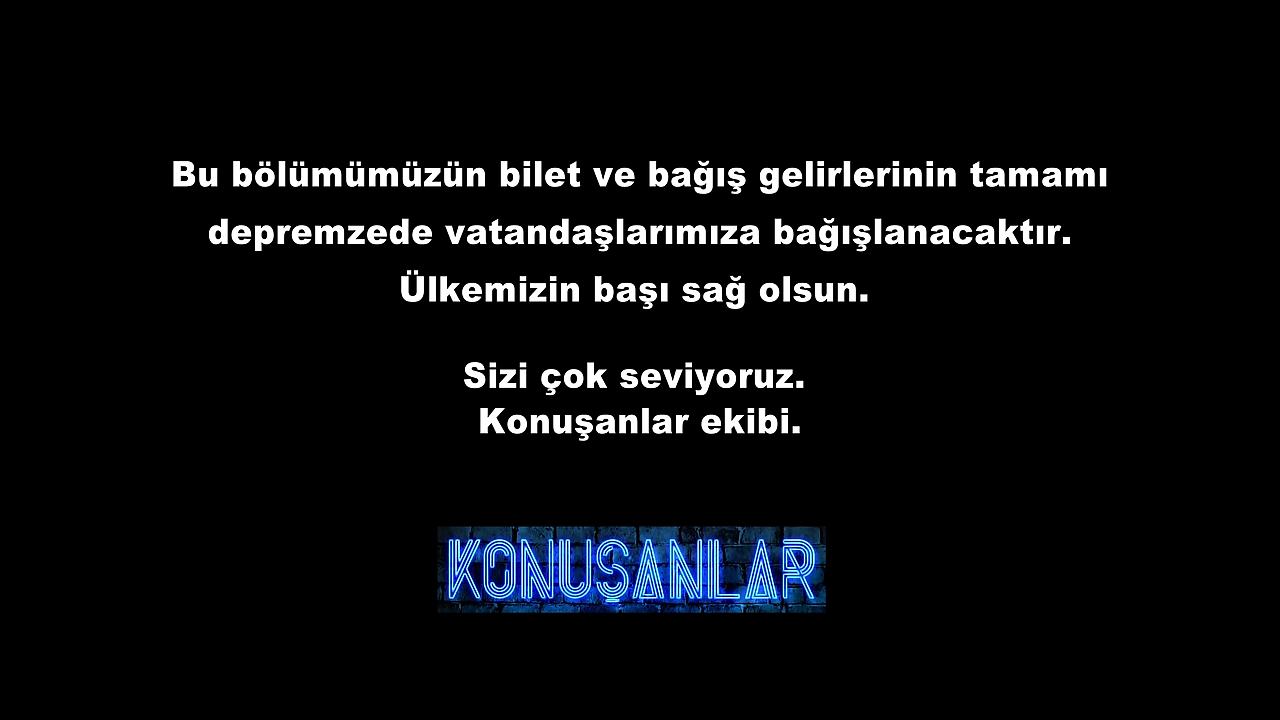 Bu bölümümüzün bilet ve bağış gelirlerinin tamamı
depremzede vatandaşlarımıza bağışlanacaktır.
Ülkemizin başı sağ olsun.
Sizi çok seviyoruz.
Konuşanlar ekibi.
KONUŞANLAR